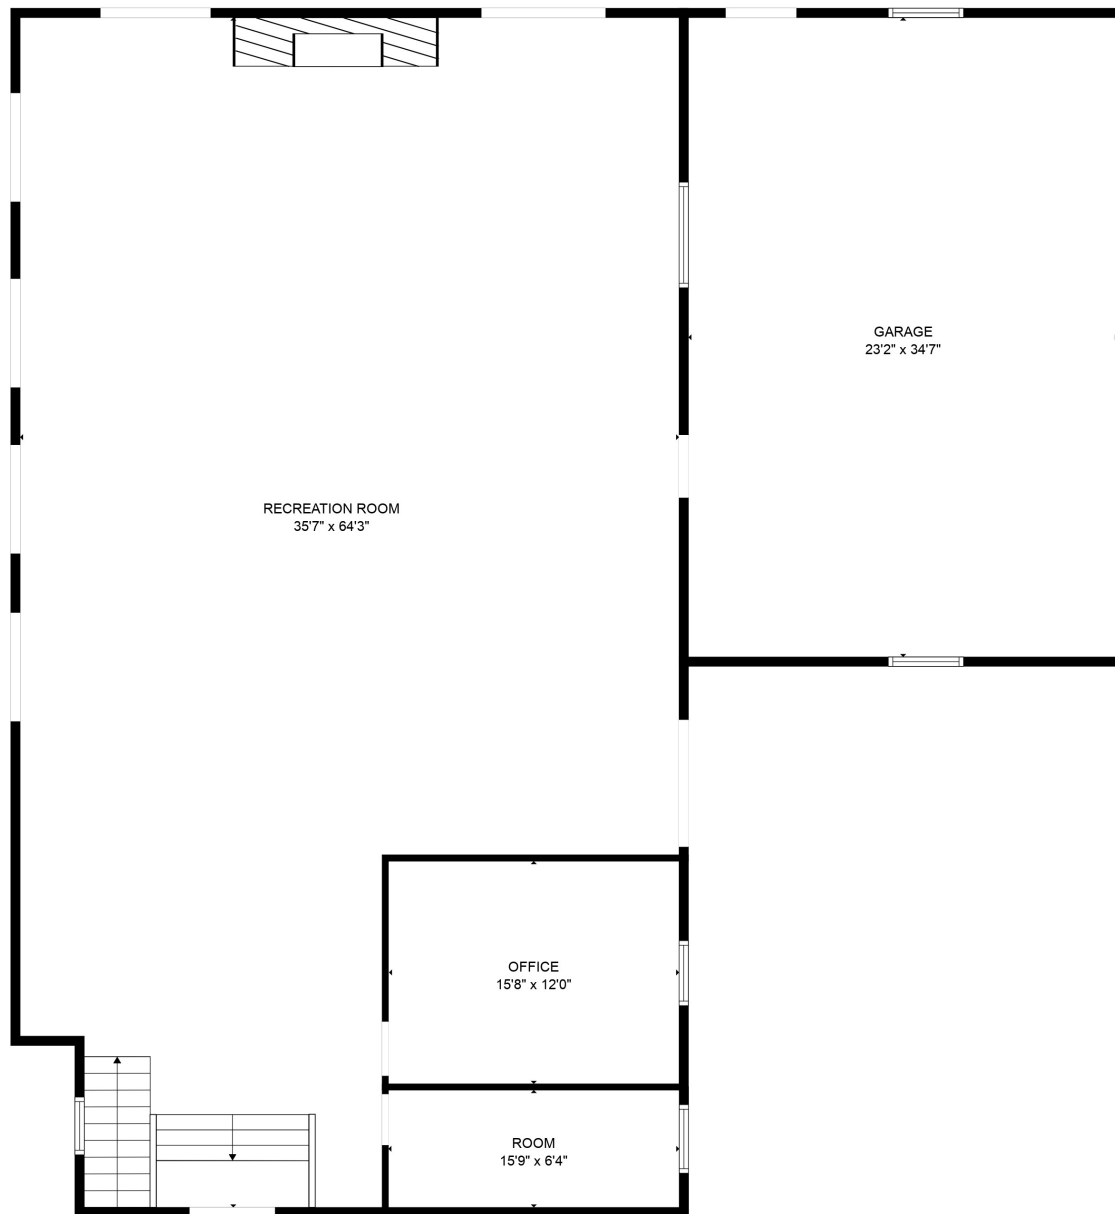 GARAGE
23'2" x 34'7"
RECREATION ROOM
35'7" x 64'3"
OFFICE
15'8" x 12'0"
ROOM
15'9" x 6'4"